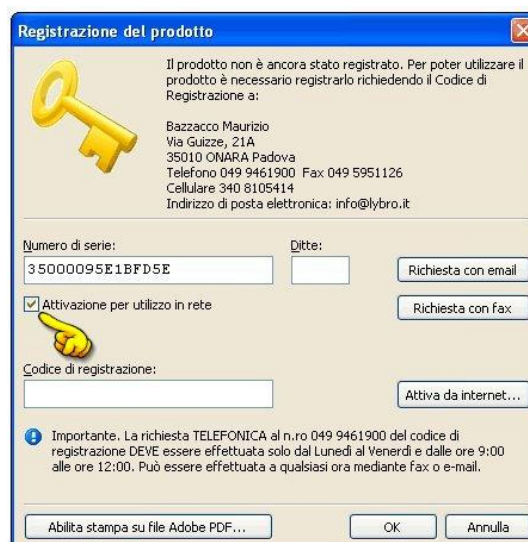 Registrazione del prodotto
Il prodotto non è ancora stato registrato. Per poter utilizzare il
prodotto è necessario registrarlo richiedendo il Codice di
Registrazione a:
Bazzacco Maurizio
Via Guizze, 21A
35010 ONARA Padova
Telefono 049 9461900 Fax 049 5951126
Cellulare 340 8105414
Indirizzo di posta elettronica: info@lybro.it
Numero di serie:
Ditte:
35000095E1BFD5E
Richiesta con email
Attivazione per utilizzo in rete
Richiesta con fax
Codice di registrazione:
Attiva da internet...
Importante. La richiesta TELEFONICA al n.ro 049 9461900 del codice di
registrazione DEVE essere effettuata solo dal Lunedì al Venerdì e dalle ore 9:00
alle ore 12:00. Può essere effettuata a qualsiasi ora mediante fax o e-mail.
Abilita stampa su file Adobe PDF...
OK
Annulla